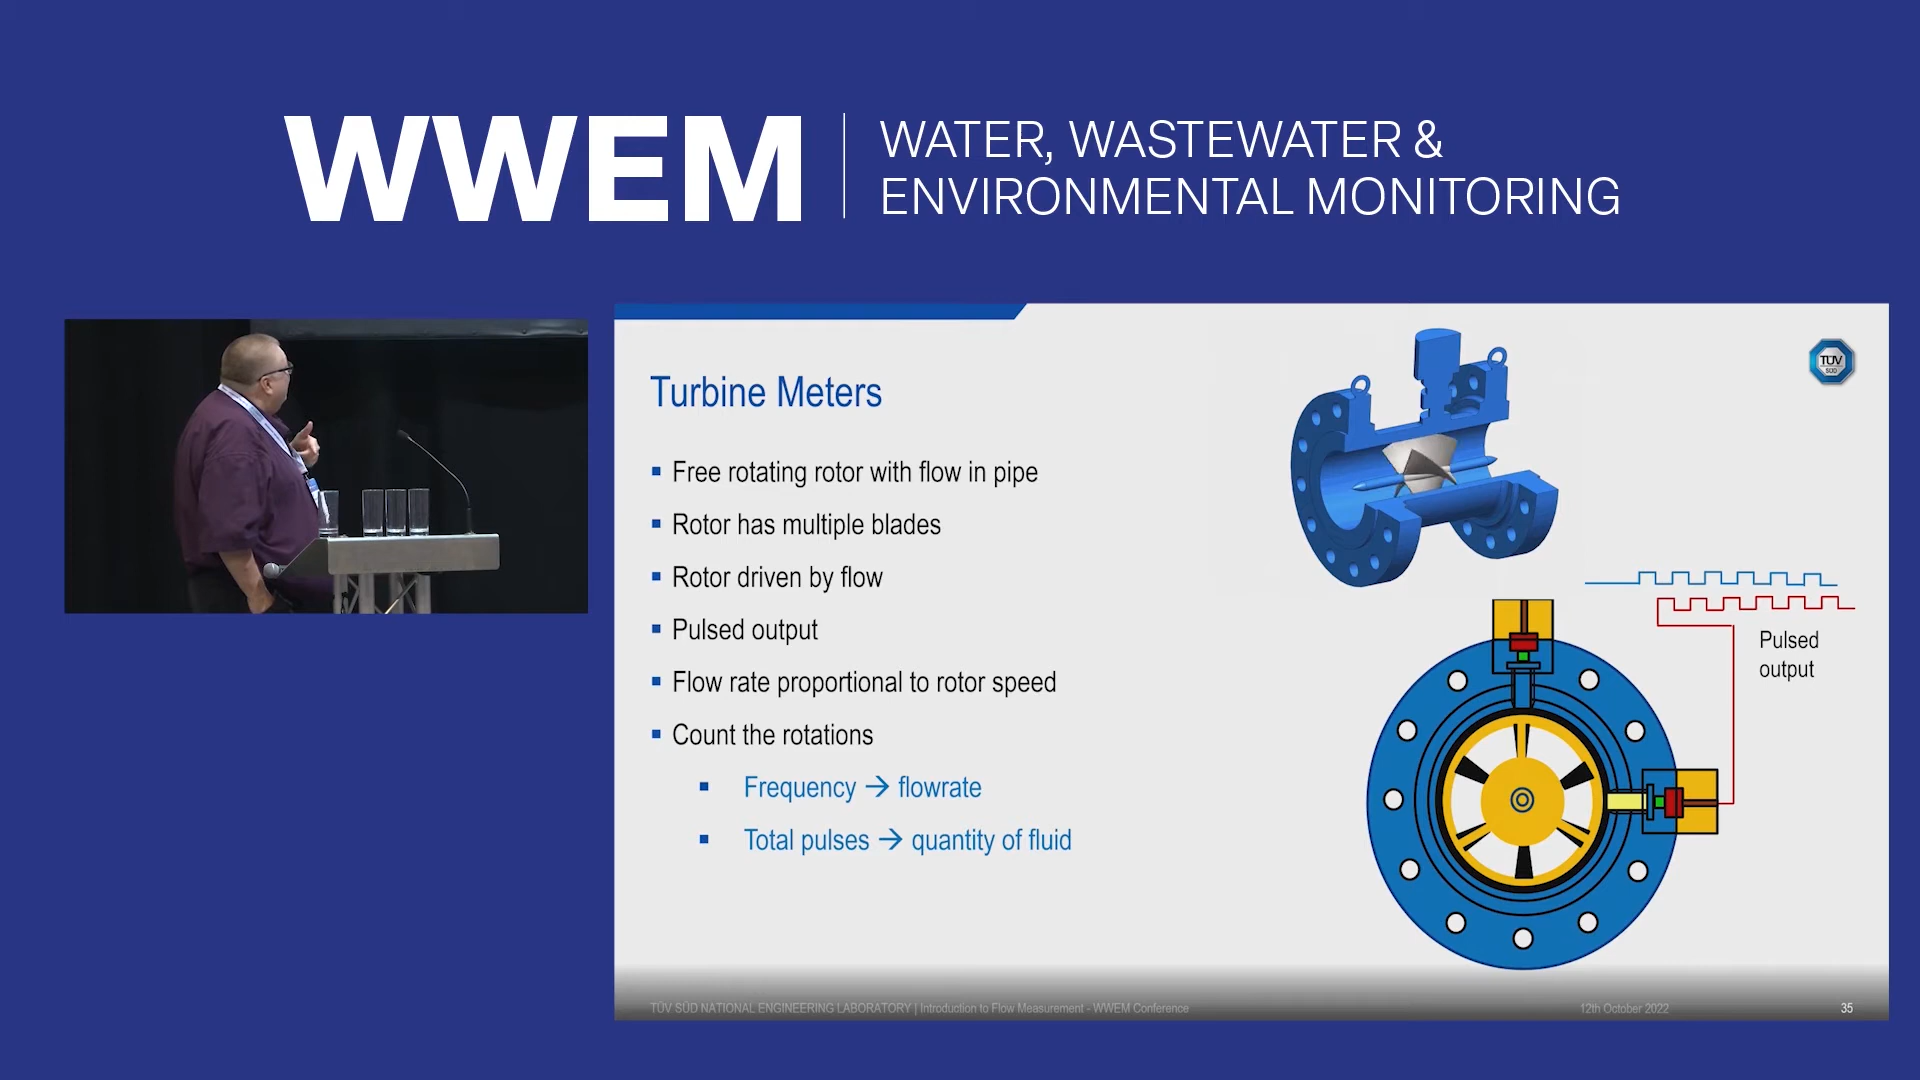 WWEM
WATER, WASTEWATER &
ENVIRONMENTAL MONITORING
TÜV
SÜD
Turbine Meters
▪ Free rotating rotor with flow in pipe
▪ Rotor has multiple blades
▪ Rotor driven by flow
▪ Pulsed output
▪ Flow rate proportional to rotor speed
▪ Count the rotations
▪ Frequency → flowrate
▪ Total pulses → quantity of fluid
Pulsed
output
TÜV SÜD NATIONAL ENGINEERING LABORATORY | Introduction to Flow Measurement - WWEM Conference
12th October 2022
35